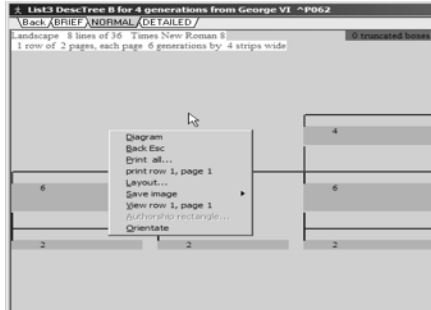 List3 DescTree B for 4 generations from George VI ^P062
Back BRIEF NORMAL DETAILED
Landscape 8 lines of 36 Times New Roman 8
0 truncated boxes
1 row of 2 pages, each page 6 generations by 4 strips wide
4
Diagram
Back Esc
Print all...
print row 1, page 1
Layout...
6
6
Save image
View row 1, page 1
Authorship rectangle...
Orientate
2
2
2